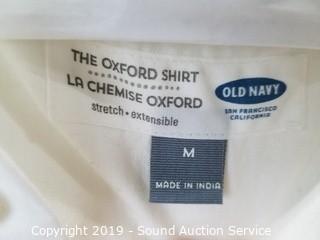 THE OXFORD SHIRT
LA CHEMISE OXFORD
stretch • extensible
OLD NAVY
SAN FRANCISCO
CALIFORNIA
M
MADE IN INDIA
Copyright 2019 - Sound Auction Service